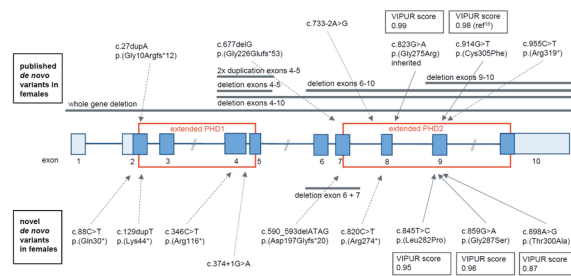 c.733-2A>G
VIPUR score
0.99
VIPUR score
0.98 (ref³³)
c.27dupA
p.(Gly10Argfs*12)
c.677delG
p.(Gly226Glufs*53)
c.823G>A
p.(Gly275Arg)
inherited
c.914G>T
p.(Cys305Phe)
c.955C>T
p.(Arg319*)
published
de novo
variants in
females
2x duplication exons 4-5
deletion exons 4-5
deletion exons 4-10
deletion exons 6-10
deletion exons 9-10
whole gene deletion
extended PHD1
extended PHD2
exon
1
2
3
4
5
6
7
8
9
10
deletion exon 6 + 7
novel
de novo
variants
in females
c.88C>T
p.(Gln30*)
c.129dupT
p.(Lys44*)
c.346C>T
p.(Arg116*)
c.374+1G>A
c.590_593delATAG
p.(Asp197Glyfs*20)
c.820C>T
p.(Arg274*)
c.845T>C
p.(Leu282Pro)
c.859G>A
p.(Gly287Ser)
c.898A>G
p.(Thr300Ala)
VIPUR score
0.95
VIPUR score
0.96
VIPUR score
0.87